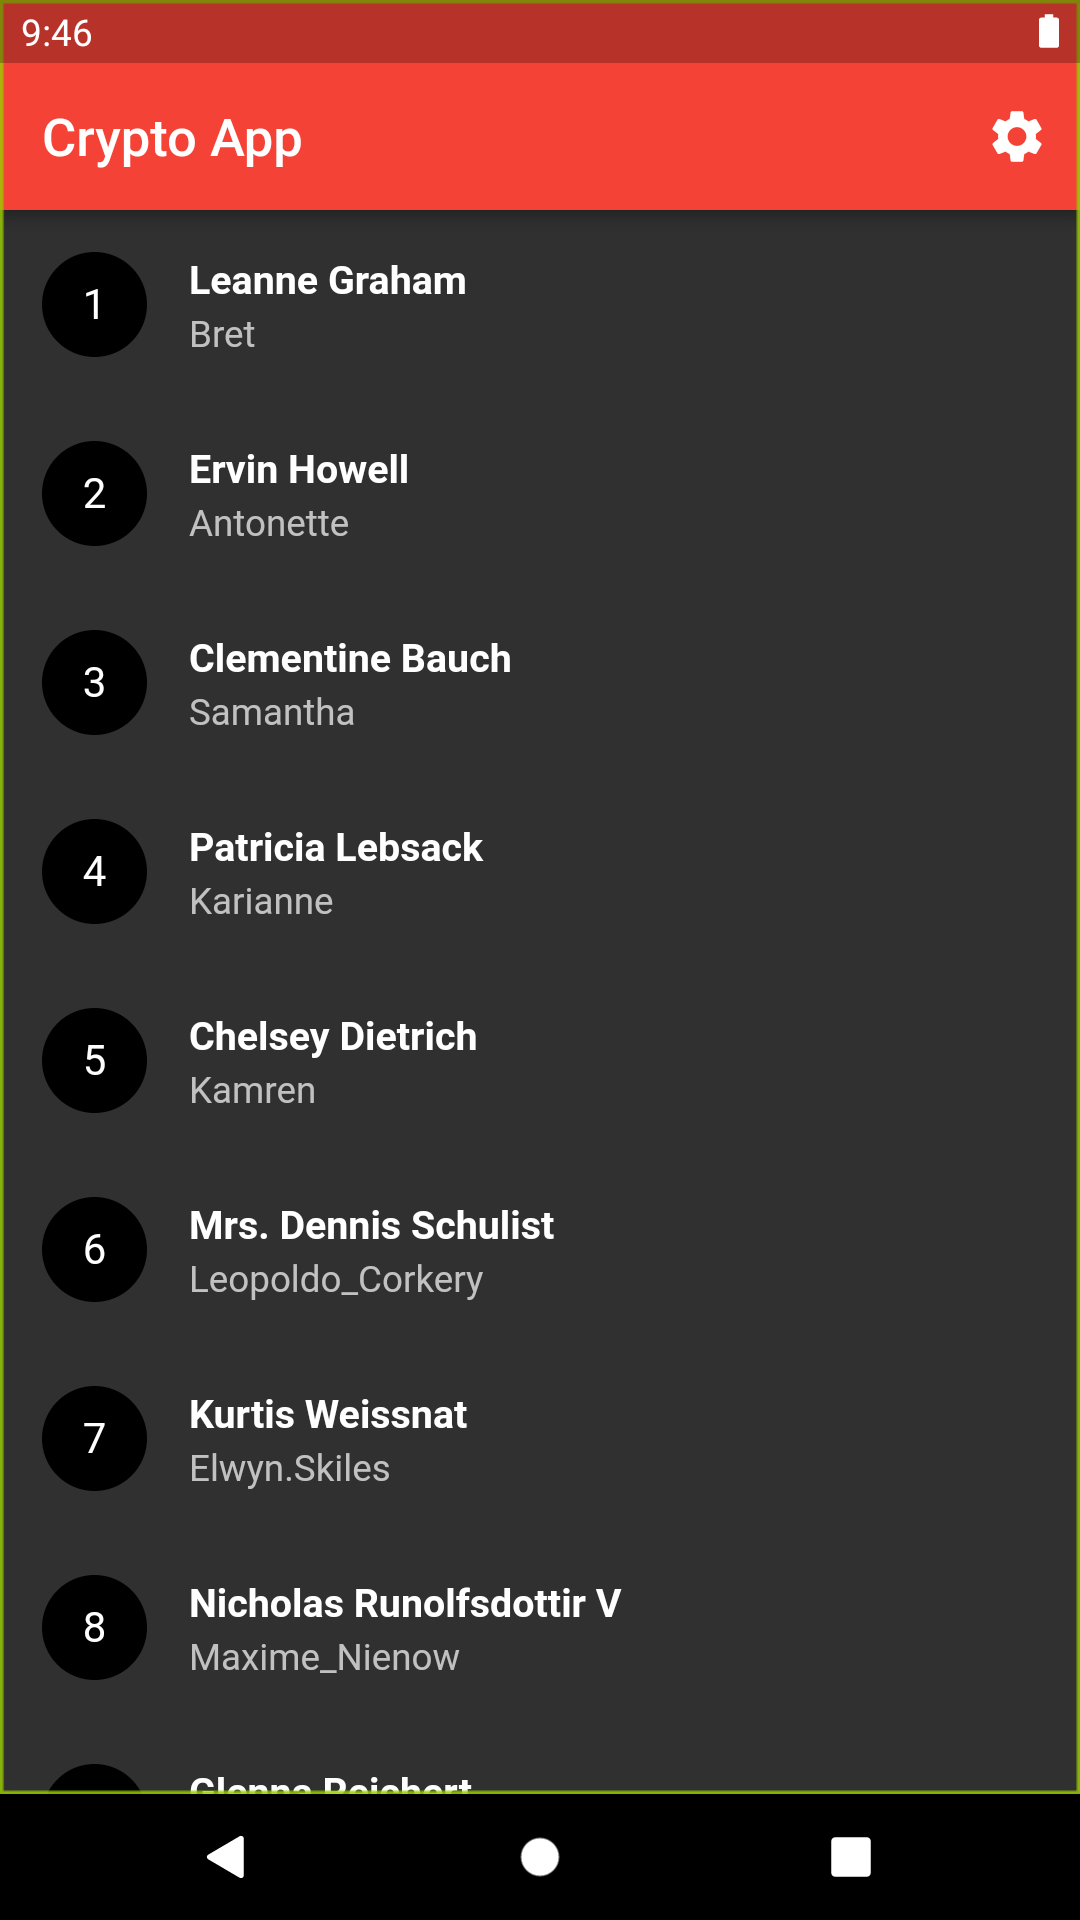 9:46
Crypto App
1
Leanne Graham
Bret
2
Ervin Howell
Antonette
3
Clementine Bauch
Samantha
4
Patricia Lebsack
Karianne
5
Chelsey Dietrich
Kamren
6
Mrs. Dennis Schulist
Leopoldo_Corkery
7
Kurtis Weissnat
Elwyn.Skiles
8
Nicholas Runolfsdottir V
Maxime_Nienow
Glenna Reichert